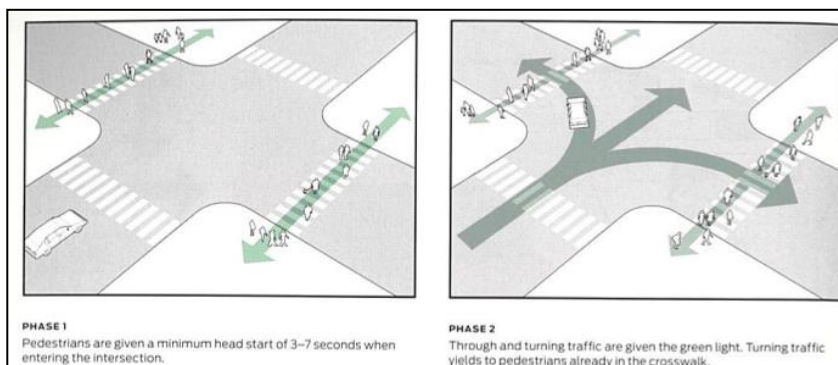 PHASE 1
Pedestrians are given a minimum head start of 3–7 seconds when
entering the intersection.
PHASE 2
Through and turning traffic are given the green light. Turning traffic
yields to pedestrians already in the crosswalk.